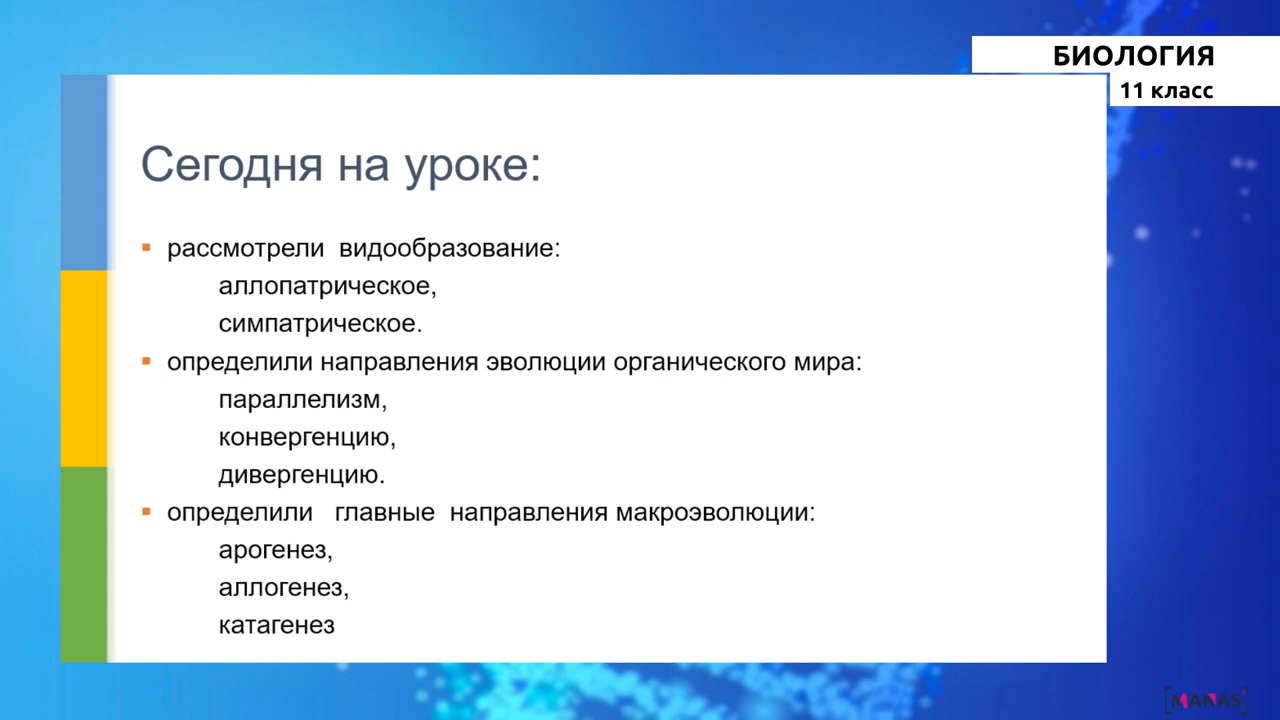 БИОЛОГИЯ
11 класс
Сегодня на уроке:
рассмотрели видообразование:
аллопатрическое,
симпатрическое.
определили направления эволюции органического мира:
параллелизм,
конвергенцию,
дивергенцию.
определили главные направления макроэволюции:
арогенез,
аллогенез,
катагенез
[MANAS]